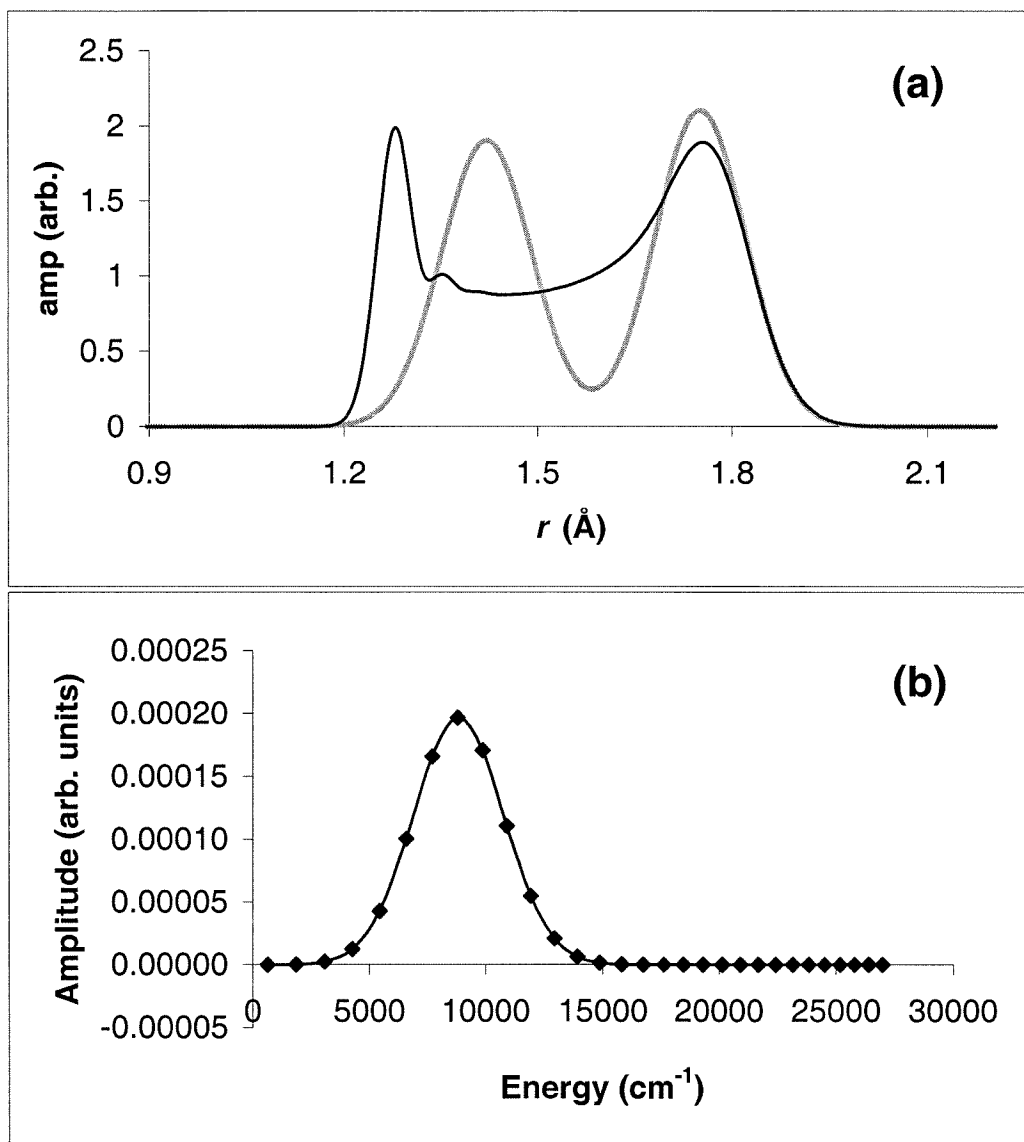 (a)
2.5
2
1.5
1
0.5
0
amp (arb.)
0.9 1.2 1.5 1.8 2.1
r (Å)
(b)
0.00025
0.00020
0.00015
0.00010
0.00005
0.00000
-0.00005
Amplitude (arb. units)
0 5000 10000 15000 20000 25000 30000
Energy (cm⁻¹)